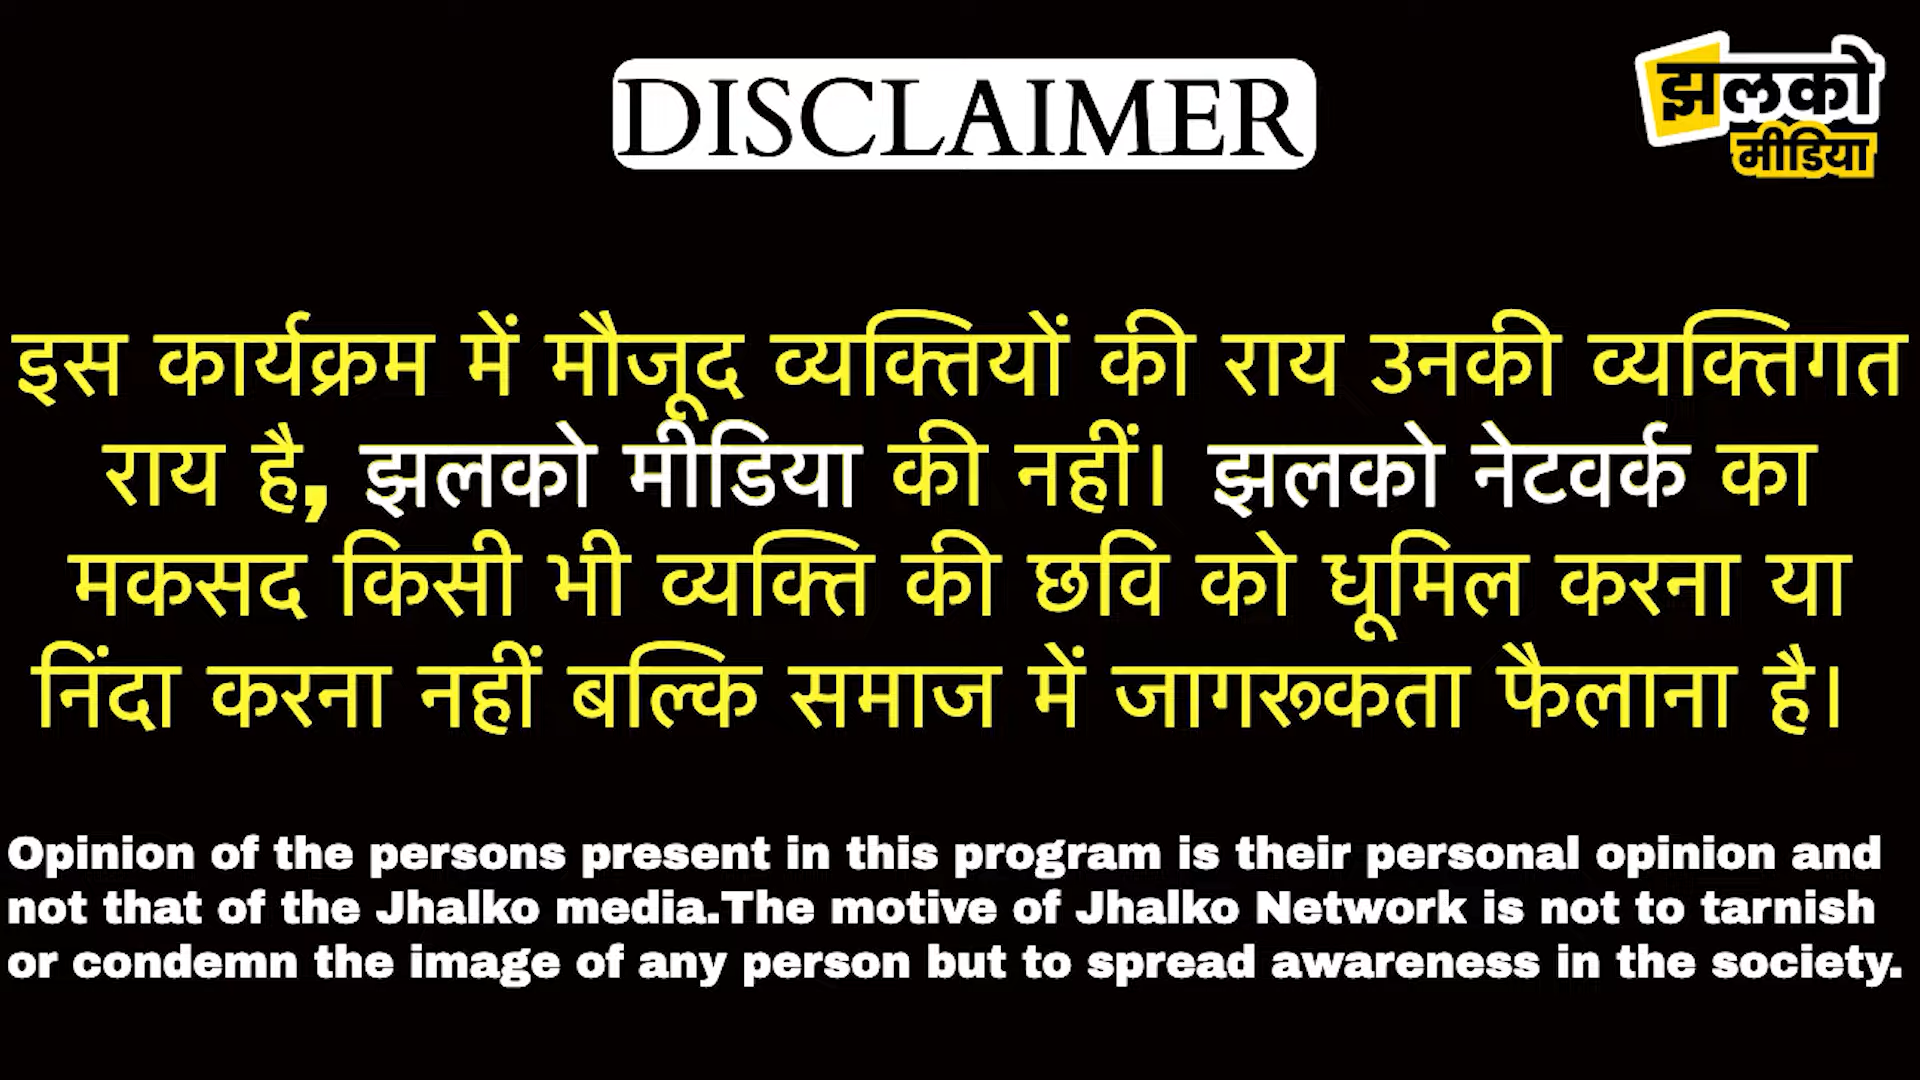 DISCLAIMER
झलको
मीडिया
इस कार्यक्रम में मौजूद व्यक्तियों की राय उनकी व्यक्तिगत
राय है, झलको मीडिया की नहीं। झलको नेटवर्क का
मकसद किसी भी व्यक्ति की छवि को धूमिल करना या
निंदा करना नहीं बल्कि समाज में जागरूकता फैलाना है।
Opinion of the persons present in this program is their personal opinion and
not that of the Jhalko media.The motive of Jhalko Network is not to tarnish
or condemn the image of any person but to spread awareness in the society.